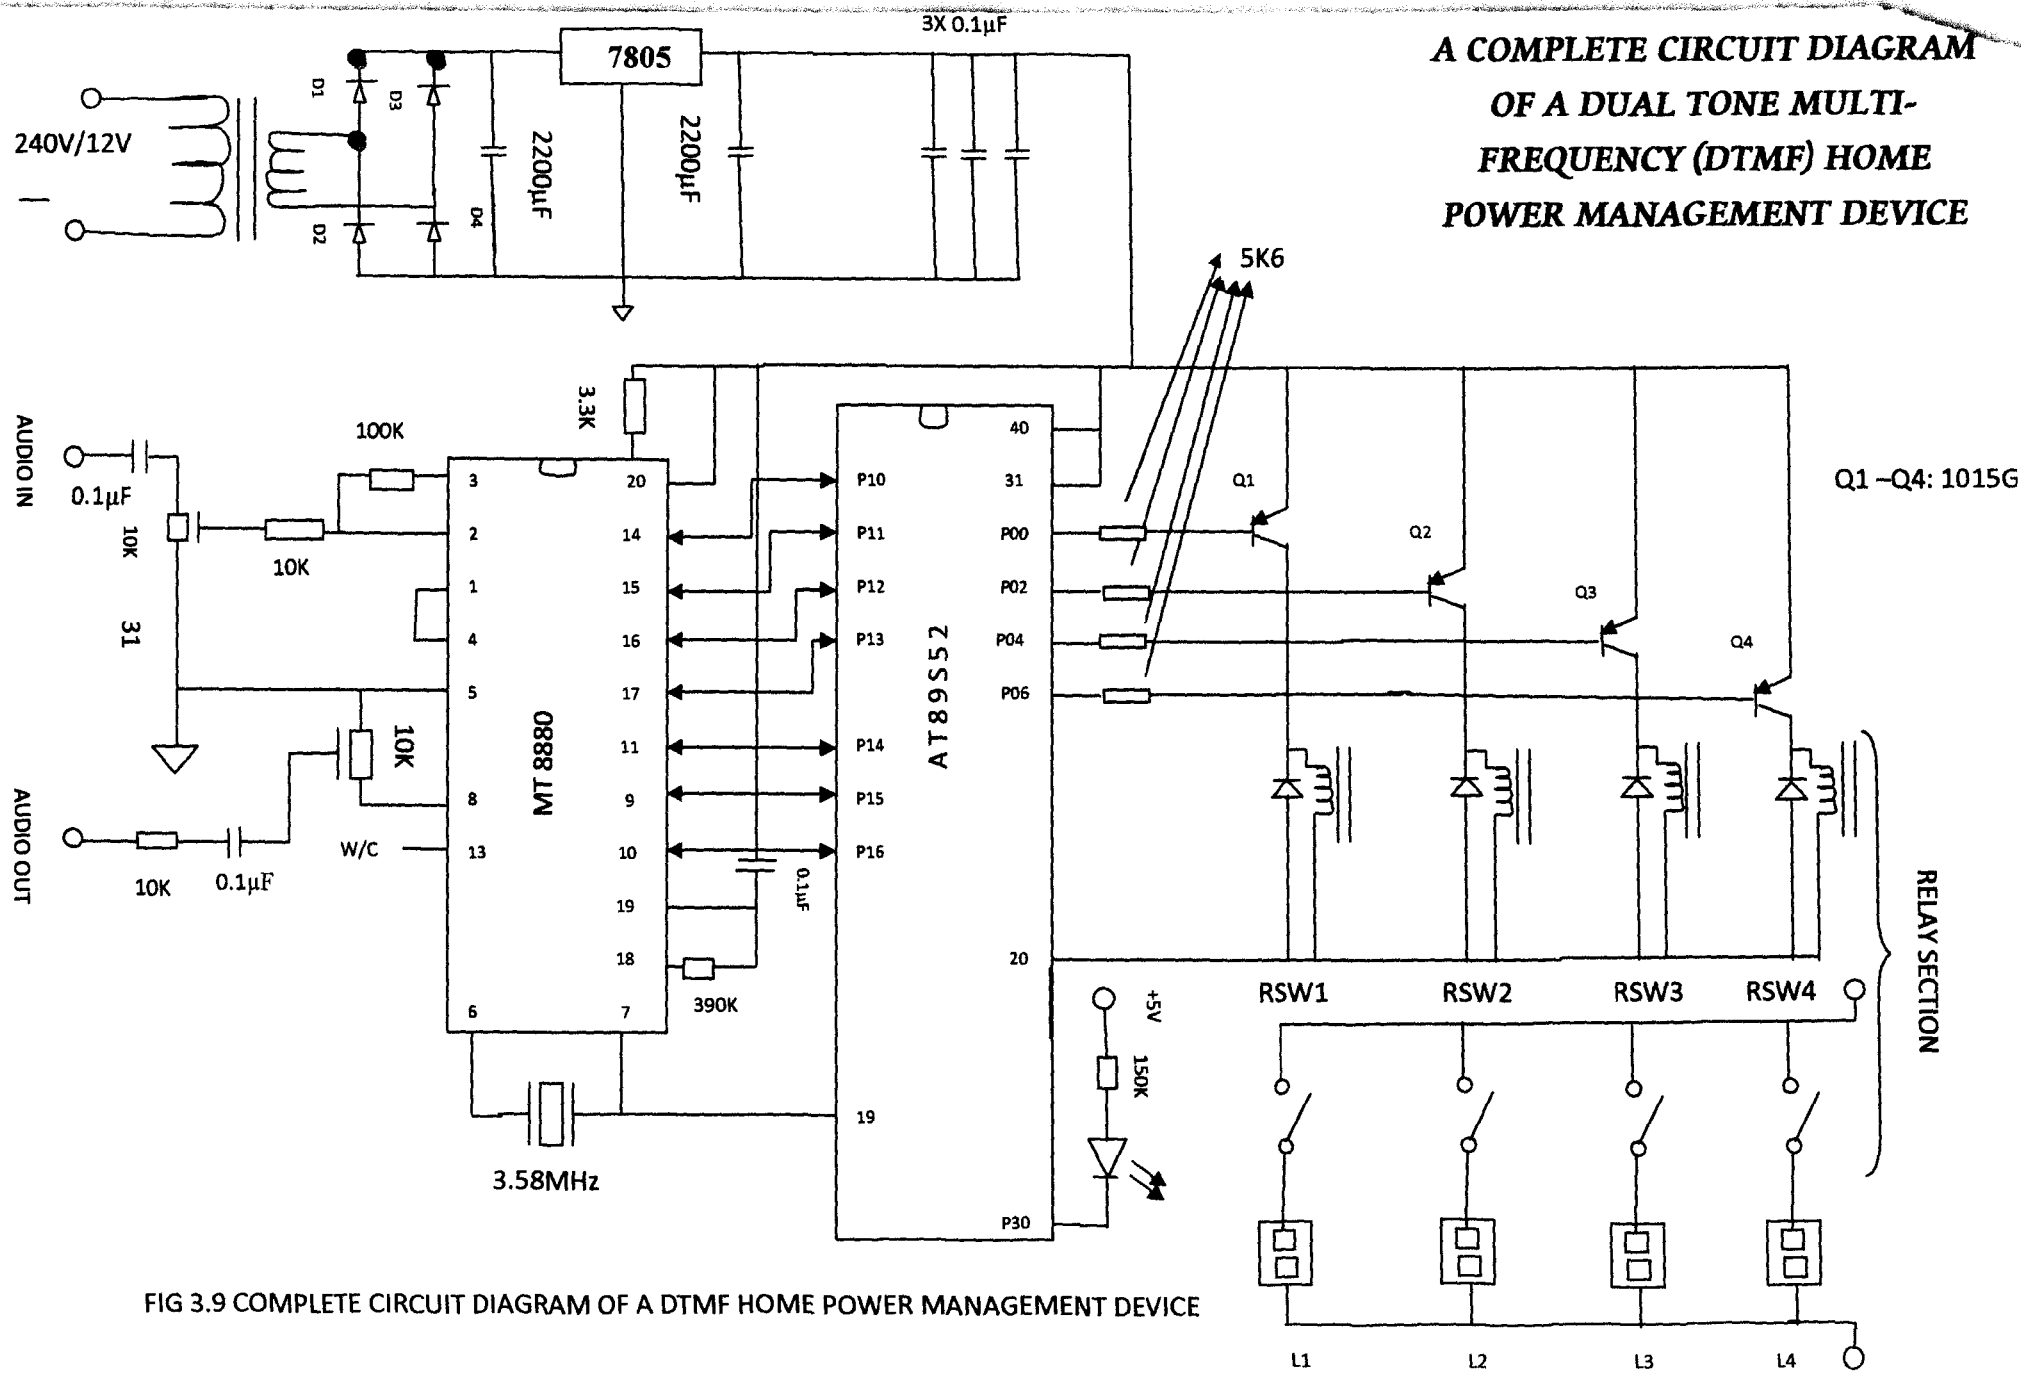 3X 0.1µF
A COMPLETE CIRCUIT DIAGRAM
OF A DUAL TONE MULTI-
FREQUENCY (DTMF) HOME
POWER MANAGEMENT DEVICE
7805
D1
D3
240V/12V
2200µF
2200µF
D2
D4
5K6
3.3K
AUDIO IN
100K
0.1µF
10K
10K
31
3
2
1
4
5
8
13
6
20
14
15
16
17
11
9
10
19
18
7
MT 8880
10K
W/C
AUDIO OUT
10K
0.1µF
0.1µF
390K
3.58MHz
P10
P11
P12
P13
P14
P15
P16
19
AT89S52
40
31
P00
P02
P04
P06
20
P30
Q1
Q2
Q3
Q4
Q1 –Q4: 1015G
+5V
150K
RSW1
RSW2
RSW3
RSW4
RELAY SECTION
L1
L2
L3
L4
FIG 3.9 COMPLETE CIRCUIT DIAGRAM OF A DTMF HOME POWER MANAGEMENT DEVICE